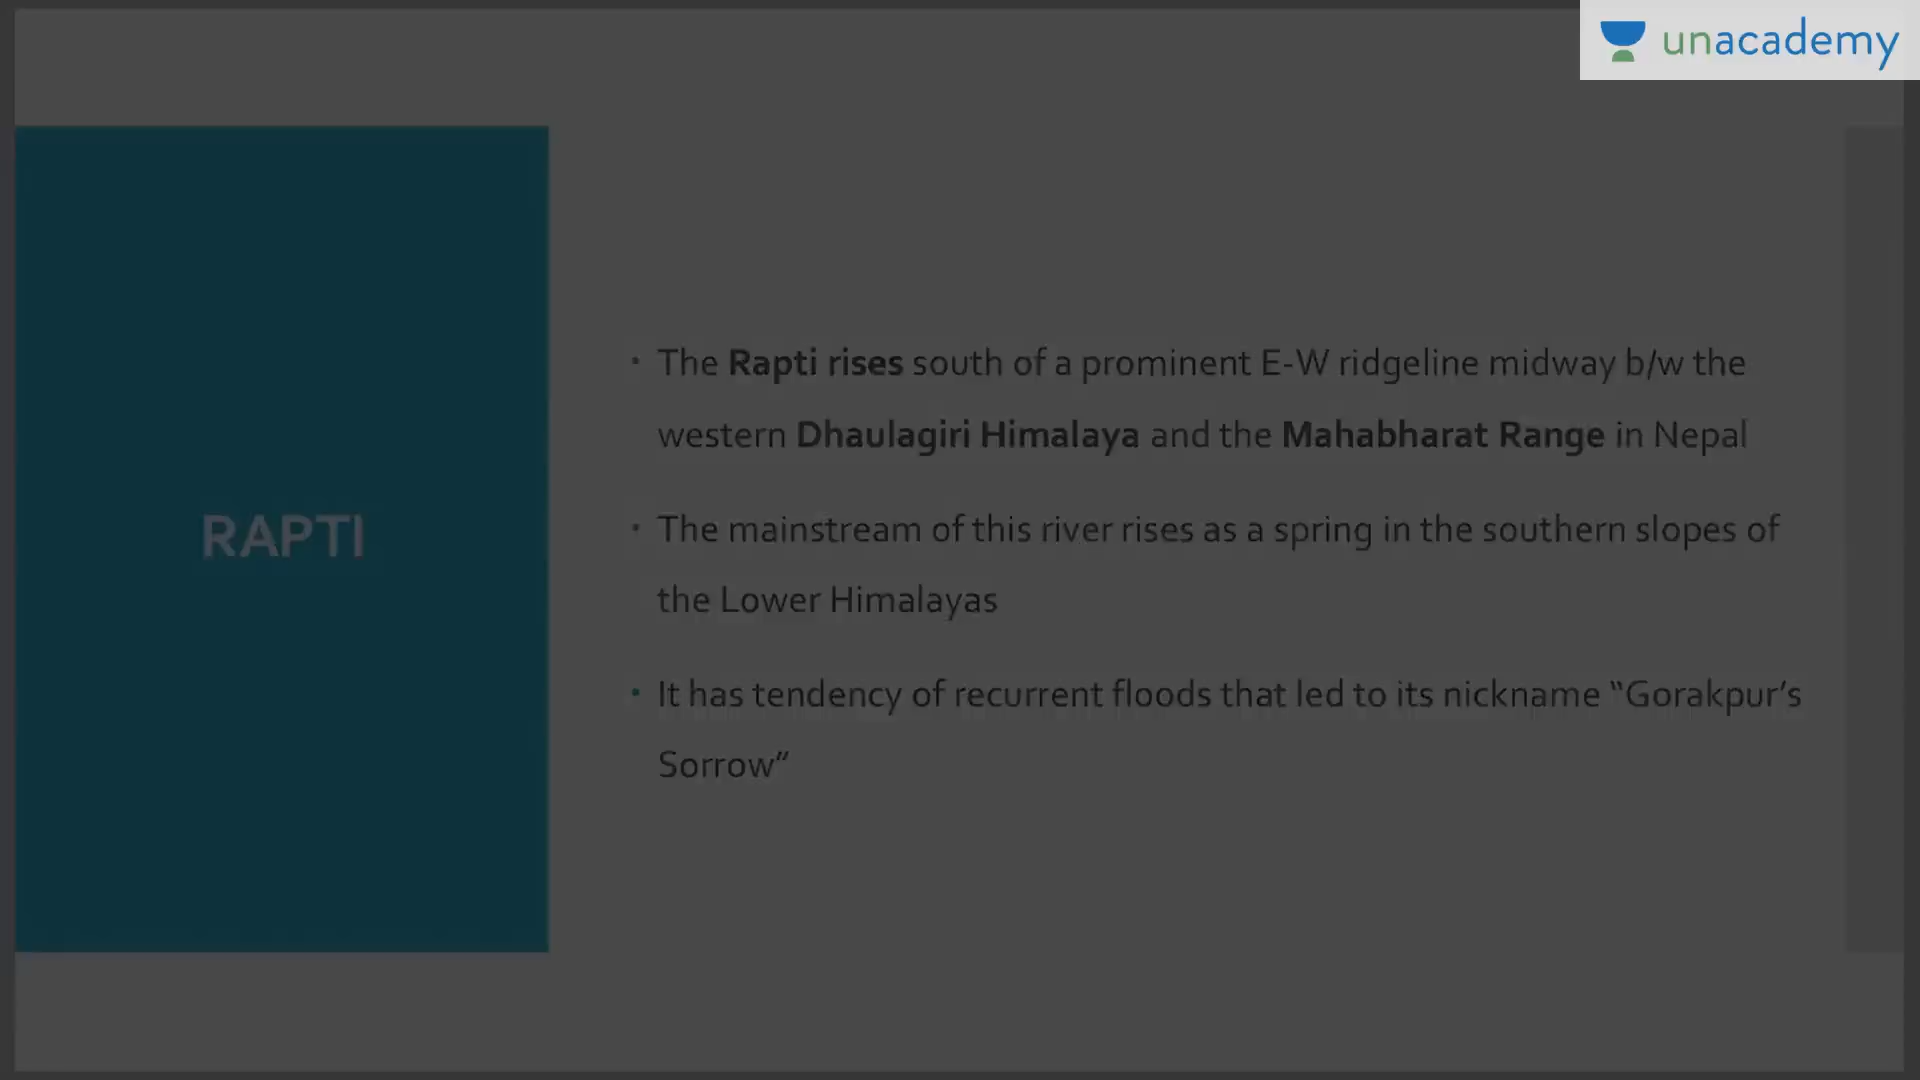 unacademy
RAPTI
• The Rapti rises south of a prominent E-W ridgeline midway b/w the
western Dhaulagiri Himalaya and the Mahabharat Range in Nepal
• The mainstream of this river rises as a spring in the southern slopes of
the Lower Himalayas
• It has tendency of recurrent floods that led to its nickname “Gorakpur’s
Sorrow”